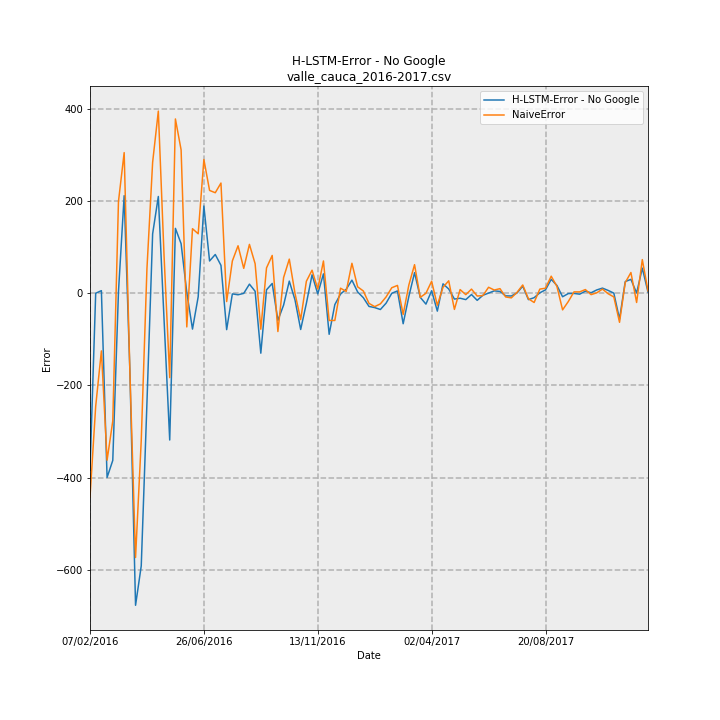 H-LSTM-Error - No Google
valle_cauca_2016-2017.csv
H-LSTM-Error - No Google
NaiveError
400
200
0
−200
−400
−600
Error
07/02/2016
26/06/2016
13/11/2016
02/04/2017
20/08/2017
Date